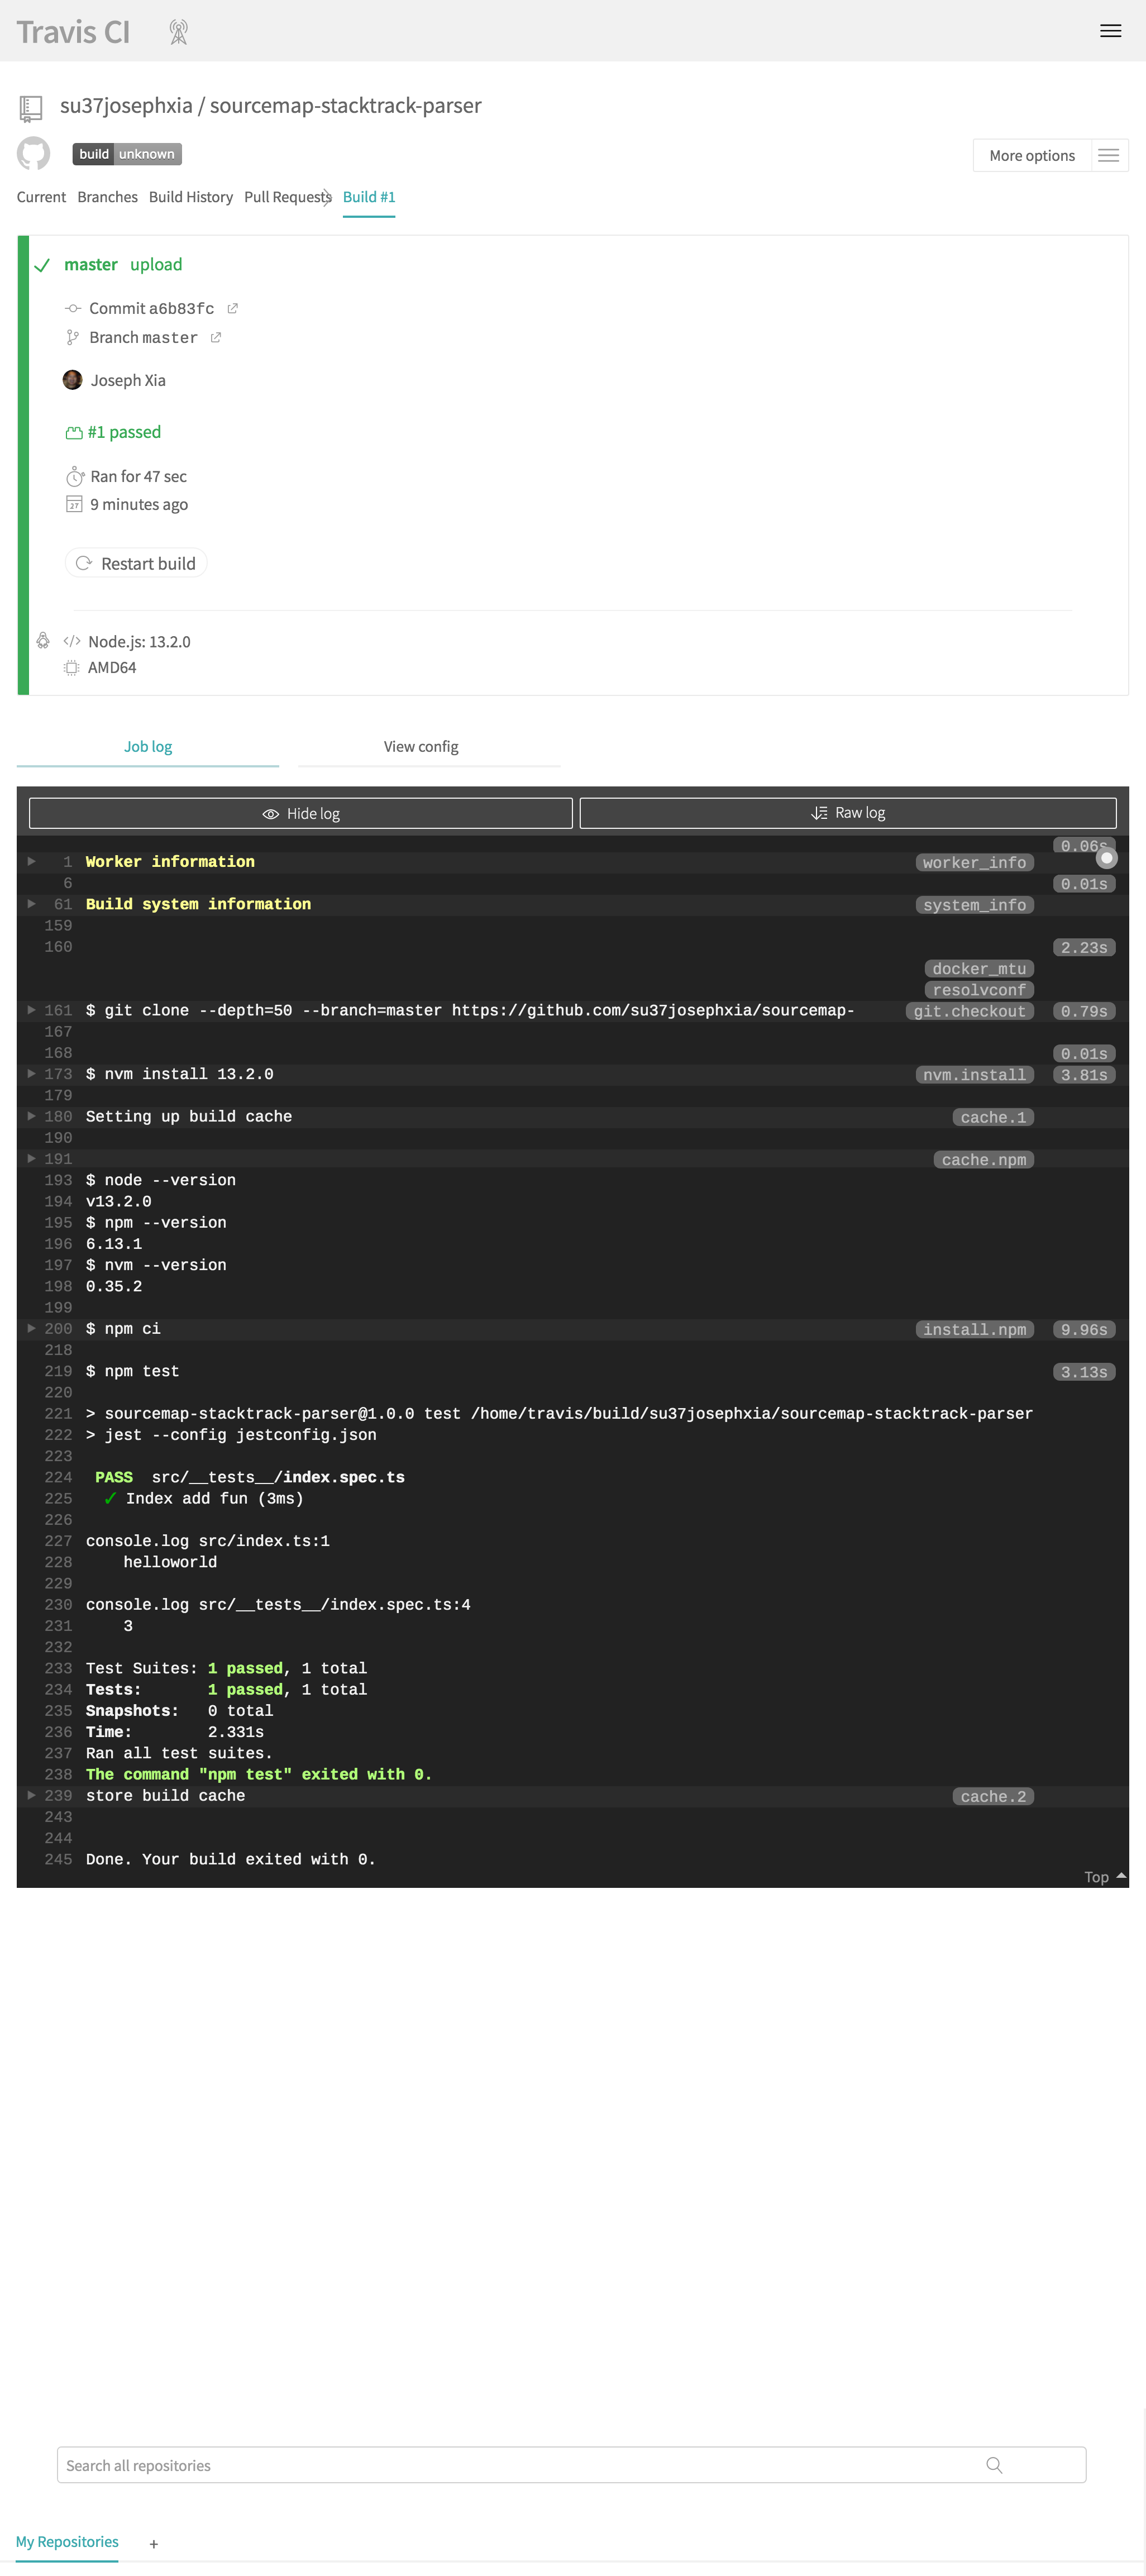 Travis CI
su37josephxia / sourcemap-stacktrack-parser
build unknown
More options
Current Branches Build History Pull Requests Build #1
master upload
Commit a6b83fc
Branch master
Joseph Xia
#1 passed
Ran for 47 sec
27 9 minutes ago
Restart build
</> Node.js: 13.2.0
AMD64
Job log View config
Hide log Raw log
0.06s
1 Worker information worker_info
6 0.01s
61 Build system information system_info
159
160 2.23s
docker_mtu
resolvconf
161 $ git clone --depth=50 --branch=master https://github.com/su37josephxia/sourcemap- git.checkout 0.79s
167
168 0.01s
173 $ nvm install 13.2.0 nvm.install 3.81s
179
180 Setting up build cache cache.1
190
191 cache.npm
193 $ node --version
194 v13.2.0
195 $ npm --version
196 6.13.1
197 $ nvm --version
198 0.35.2
199
200 $ npm ci install.npm 9.96s
218
219 $ npm test 3.13s
220
221 > sourcemap-stacktrack-parser@1.0.0 test /home/travis/build/su37josephxia/sourcemap-stacktrack-parser
222 > jest --config jestconfig.json
223
224 PASS src/__tests__/index.spec.ts
225 ✓ Index add fun (3ms)
226
227 console.log src/index.ts:1
228 helloworld
229
230 console.log src/__tests__/index.spec.ts:4
231 3
232
233 Test Suites: 1 passed, 1 total
234 Tests: 1 passed, 1 total
235 Snapshots: 0 total
236 Time: 2.331s
237 Ran all test suites.
238 The command "npm test" exited with 0.
239 store build cache cache.2
243
244
245 Done. Your build exited with 0.
Top
Search all repositories
My Repositories +